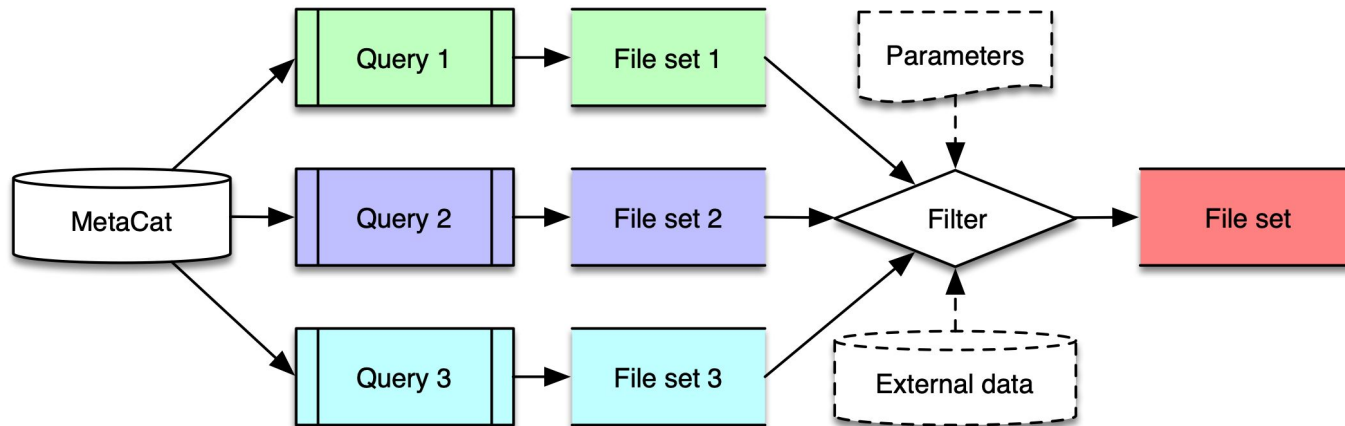 Query 1
File set 1
Parameters
MetaCat
Query 2
File set 2
Filter
File set
Query 3
File set 3
External data